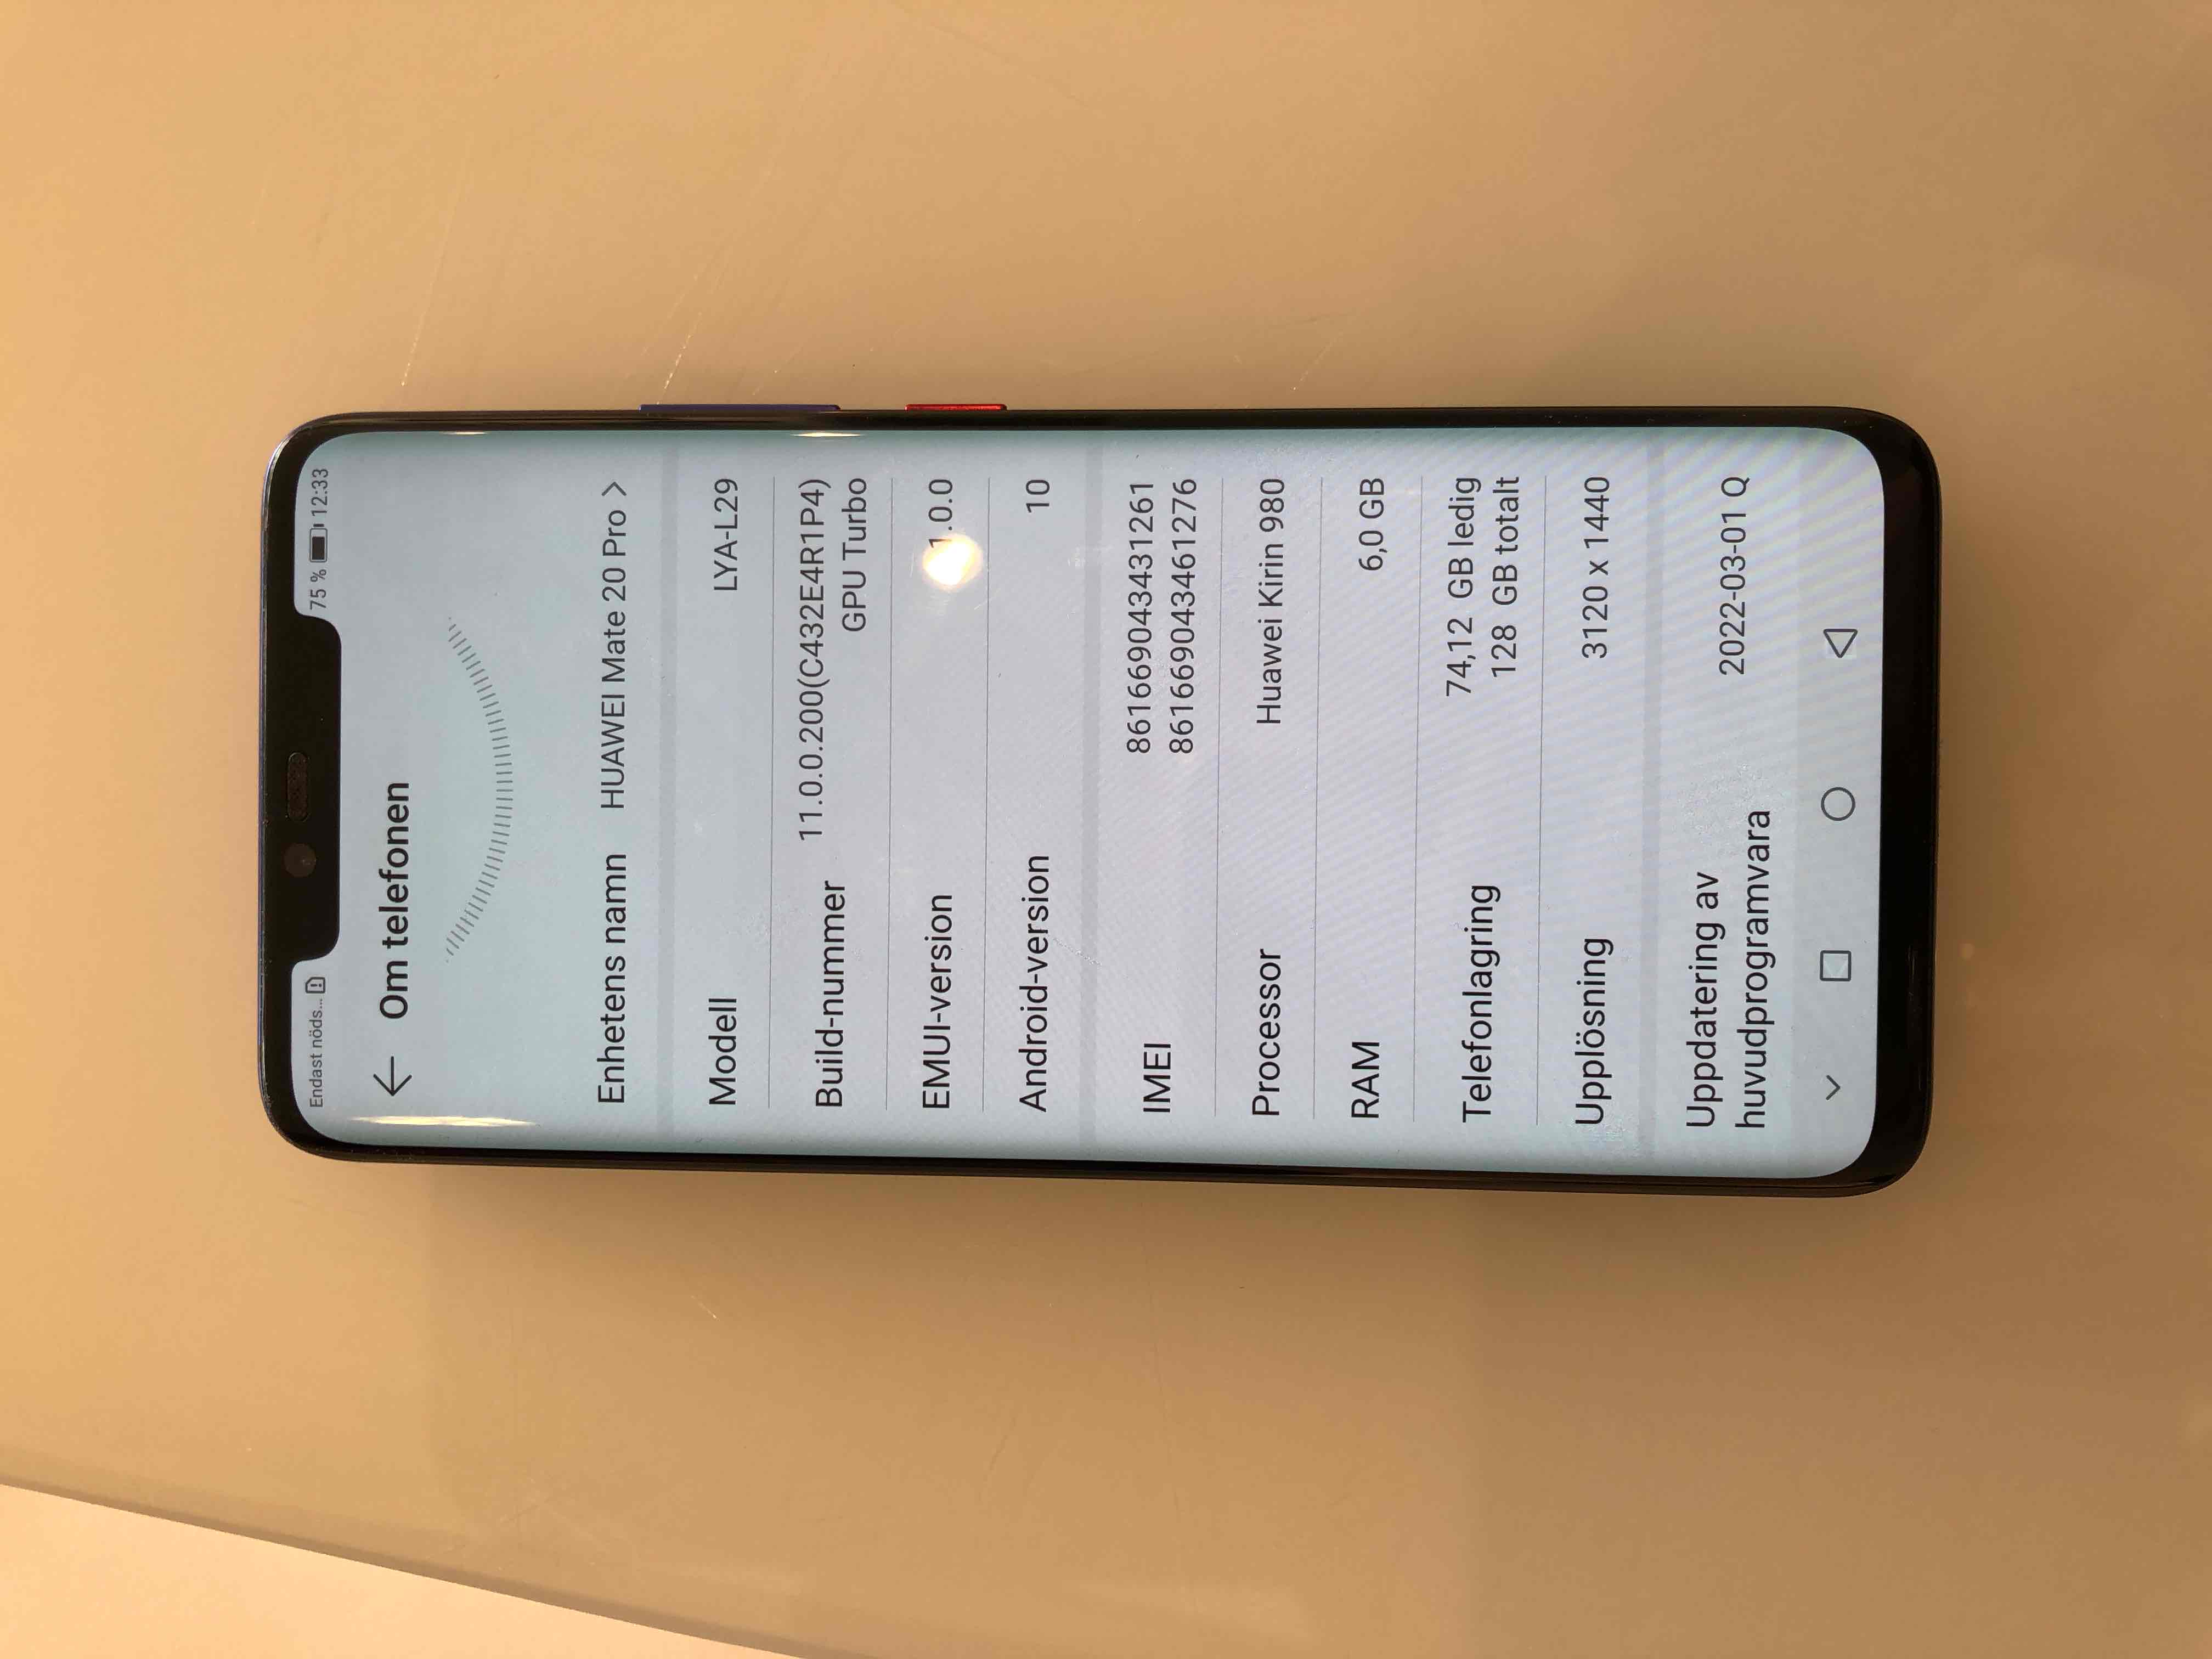 Endast nöds...
75 % 12:33
Om telefonen
Enhetens namn HUAWEI Mate 20 Pro
Modell LYA-L29
Build-nummer 11.0.0.200(C432E4R1P4)
GPU Turbo
EMUI-version 1.0.0
Android-version 10
IMEI 861669043431261
861669043461276
Processor Huawei Kirin 980
RAM 6,0 GB
Telefonlagring 74,12 GB ledig
128 GB totalt
Upplösning 3120 x 1440
Uppdatering av
huvudprogramvara 2022-03-01 Q